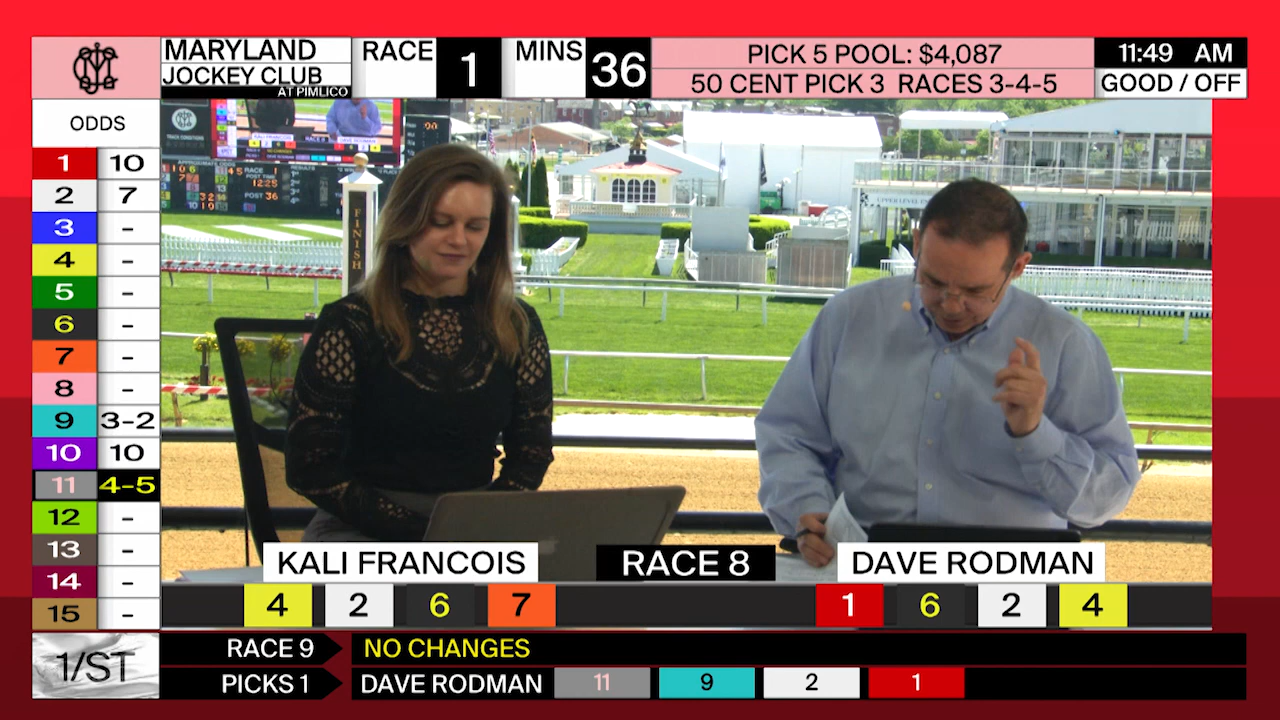 MARYLAND
JOCKEY CLUB
AT PIMLICO
RACE 1
MINS 36
PICK 5 POOL: $4,087
50 CENT PICK 3 RACES 3-4-5
11:49 AM
GOOD / OFF
ODDS
1 10
2 7
3 -
4 -
5 -
6 -
7 -
8 -
9 3-2
10 10
11 4-5
12 -
13 -
14 -
15 -
FINISH
KALI FRANCOIS
RACE 8
DAVE RODMAN
4 2 6 7
1 6 2 4
1/ST
RACE 9 NO CHANGES
PICKS 1 DAVE RODMAN 11 9 2 1